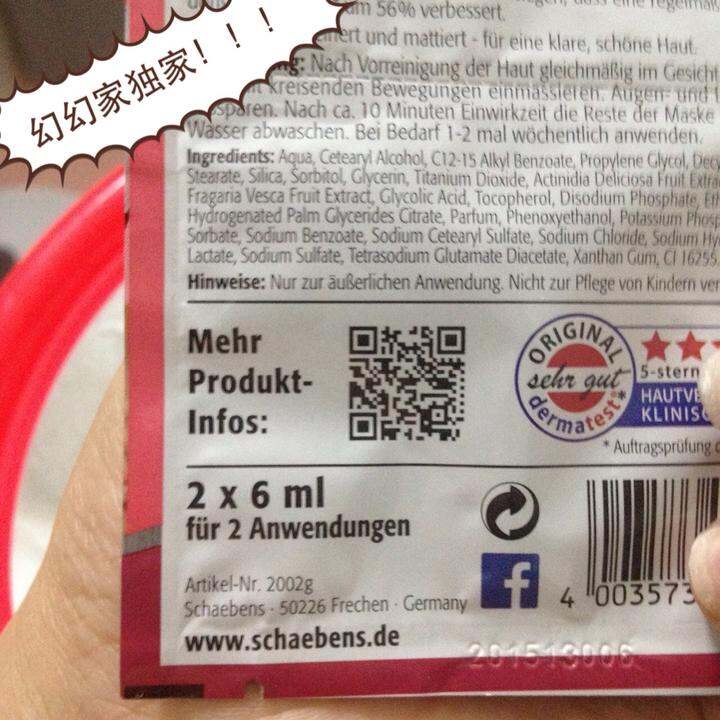 幻幻家独家！！！
56% verbessert.
und mattiert - für eine klare, schöne Haut.
Nach Vorreinigung der Haut gleichmäßig im Gesicht
kreisenden Bewegungen einmassieren. Augen- und
Nach ca. 10 Minuten Einwirkzeit die Reste der Maske
Wasser abwaschen. Bei Bedarf 1-2 mal wöchentlich anwenden.
Ingredients: Aqua, Cetearyl Alcohol, C12-15 Alkyl Benzoate, Propylene Glycol,
Stearate, Silica, Sorbitol, Glycerin, Titanium Dioxide, Actinidia Deliciosa Fruit
Fragaria Vesca Fruit Extract, Glycolic Acid, Tocopherol, Disodium Phosphate,
Hydrogenated Palm Glycerides Citrate, Parfum, Phenoxyethanol, Potassium
Sorbate, Sodium Benzoate, Sodium Cetearyl Sulfate, Sodium Chloride, Sodium
Lactate, Sodium Sulfate, Tetrasodium Glutamate Diacetate, Xanthan Gum, CI 16255
Hinweise: Nur zur äußerlichen Anwendung. Nicht zur Pflege von Kindern
Mehr
Produkt-
Infos:
ORIGINAL
sehr gut
dermatest*
5-stern
HAUTVE
KLINIS
* Auftragsprüfung
2 x 6 ml
für 2 Anwendungen
Artikel-Nr. 2002g
Schaebens · 50226 Frechen · Germany
www.schaebens.de
f
4 003573
201513006